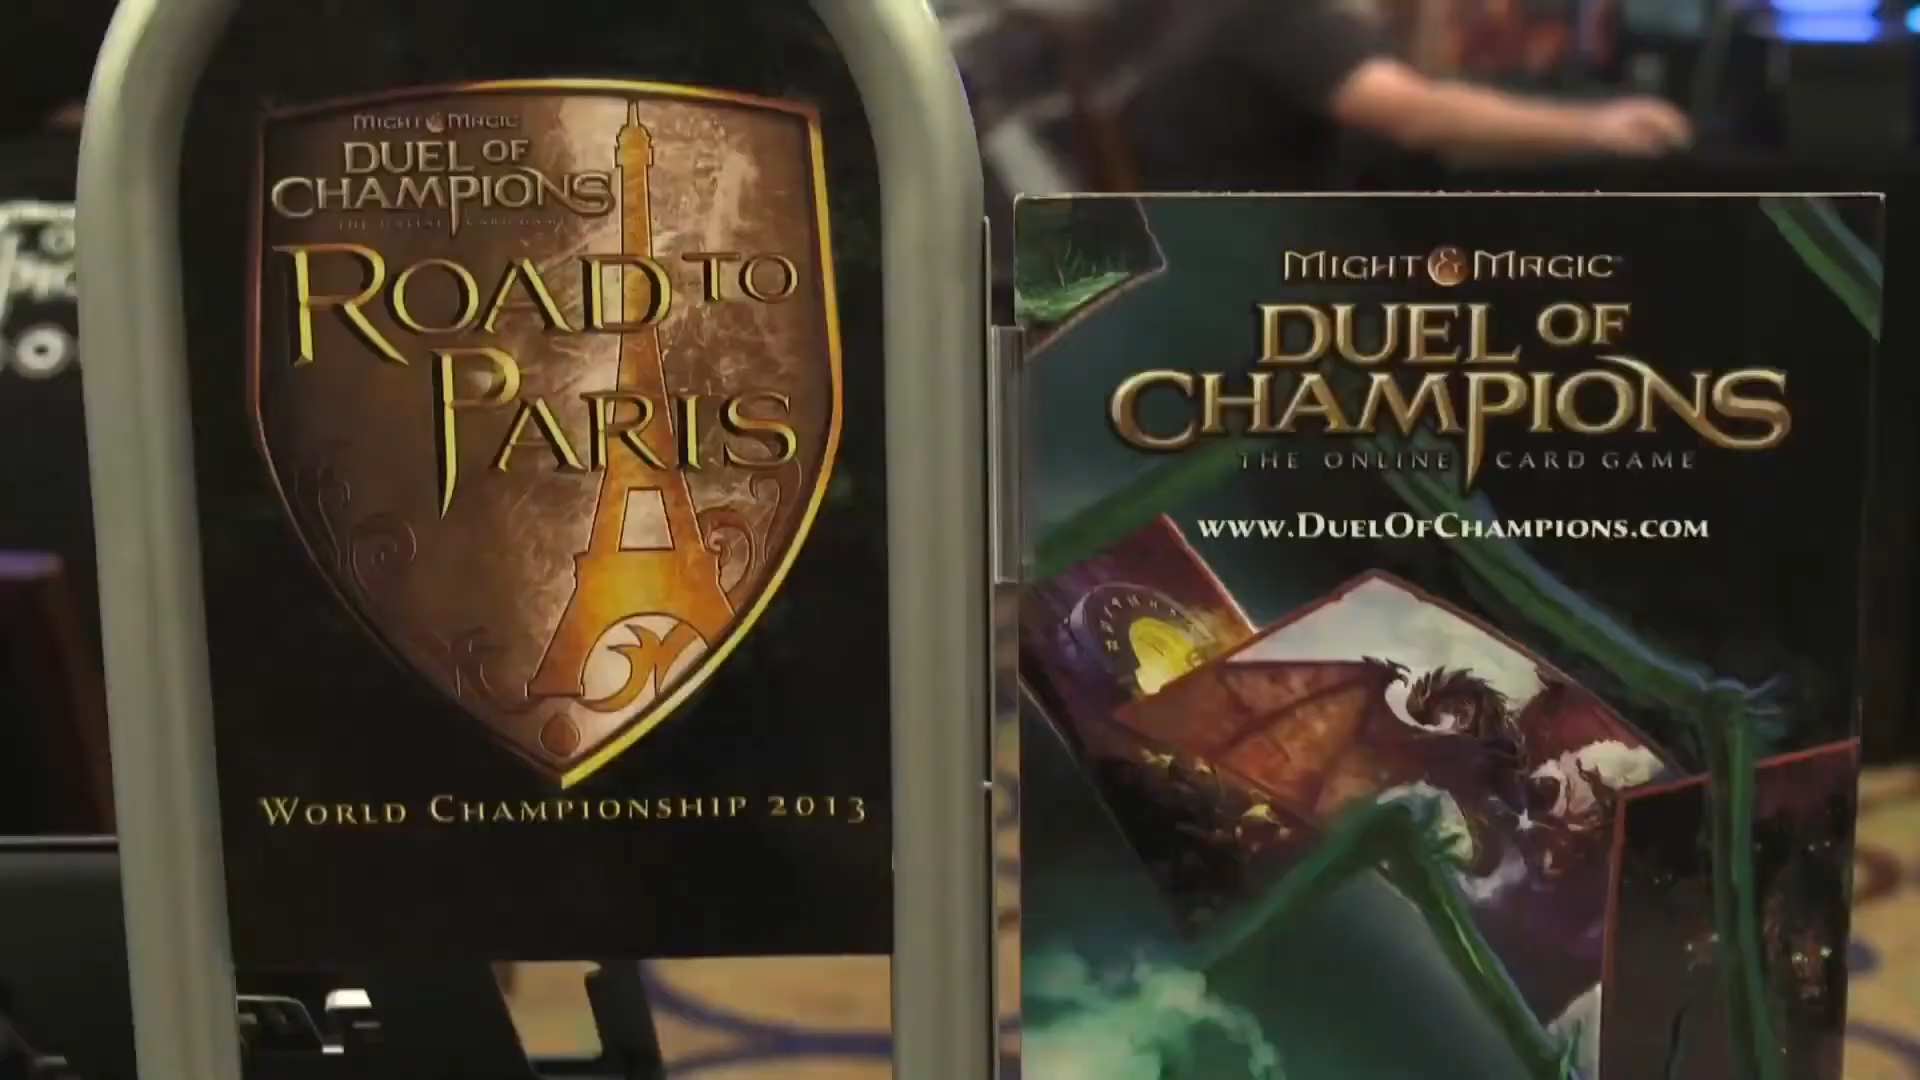 MIGHT & MAGIC
DUEL OF
CHAMPIONS
THE ONLINE CARD GAME
ROAD TO
PARIS
WORLD CHAMPIONSHIP 2013
MIGHT & MAGIC
DUEL OF
CHAMPIONS
THE ONLINE CARD GAME
WWW.DUELOFCHAMPIONS.COM